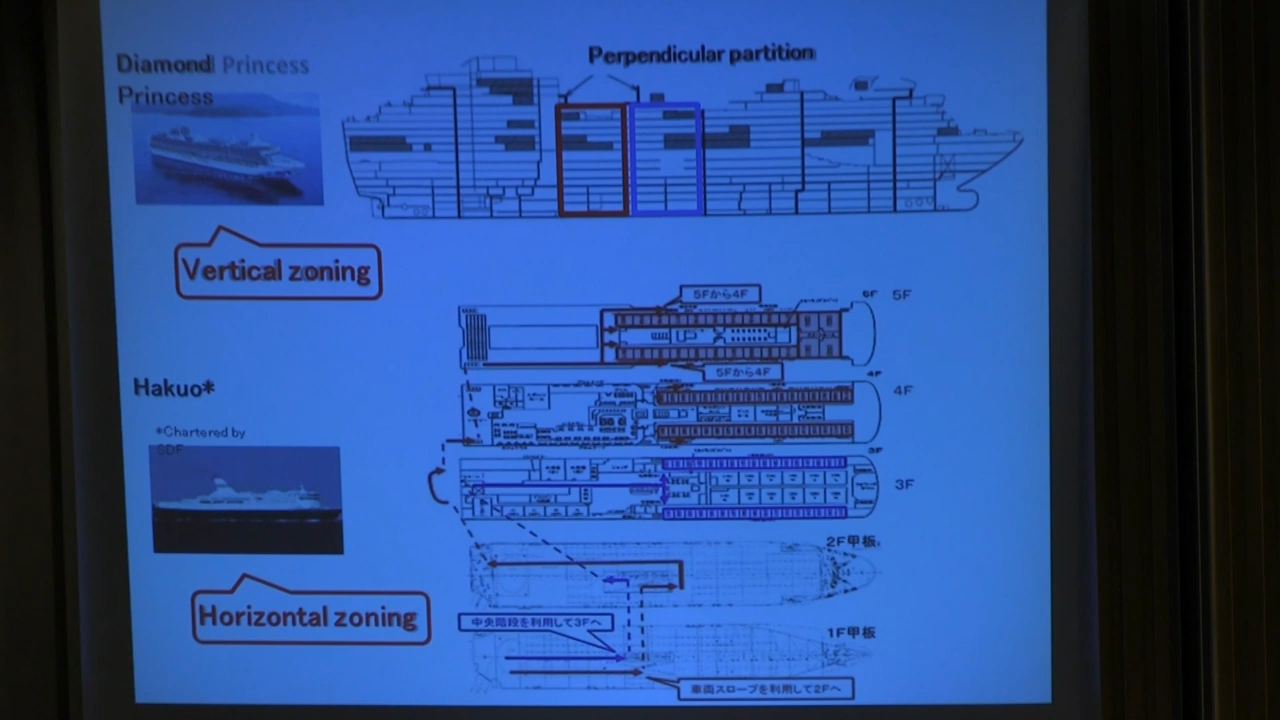 Diamond Princess
Princess
Perpendicular partition
Vertical zoning
5Fから4F
6F
5F
5Fから4F
4F
4F
Hakuo*
*Chartered by
SDF
3F
3F
2F甲板
Horizontal zoning
中央階段を利用して3Fへ
1F甲板
車両スロープを利用して2Fへ